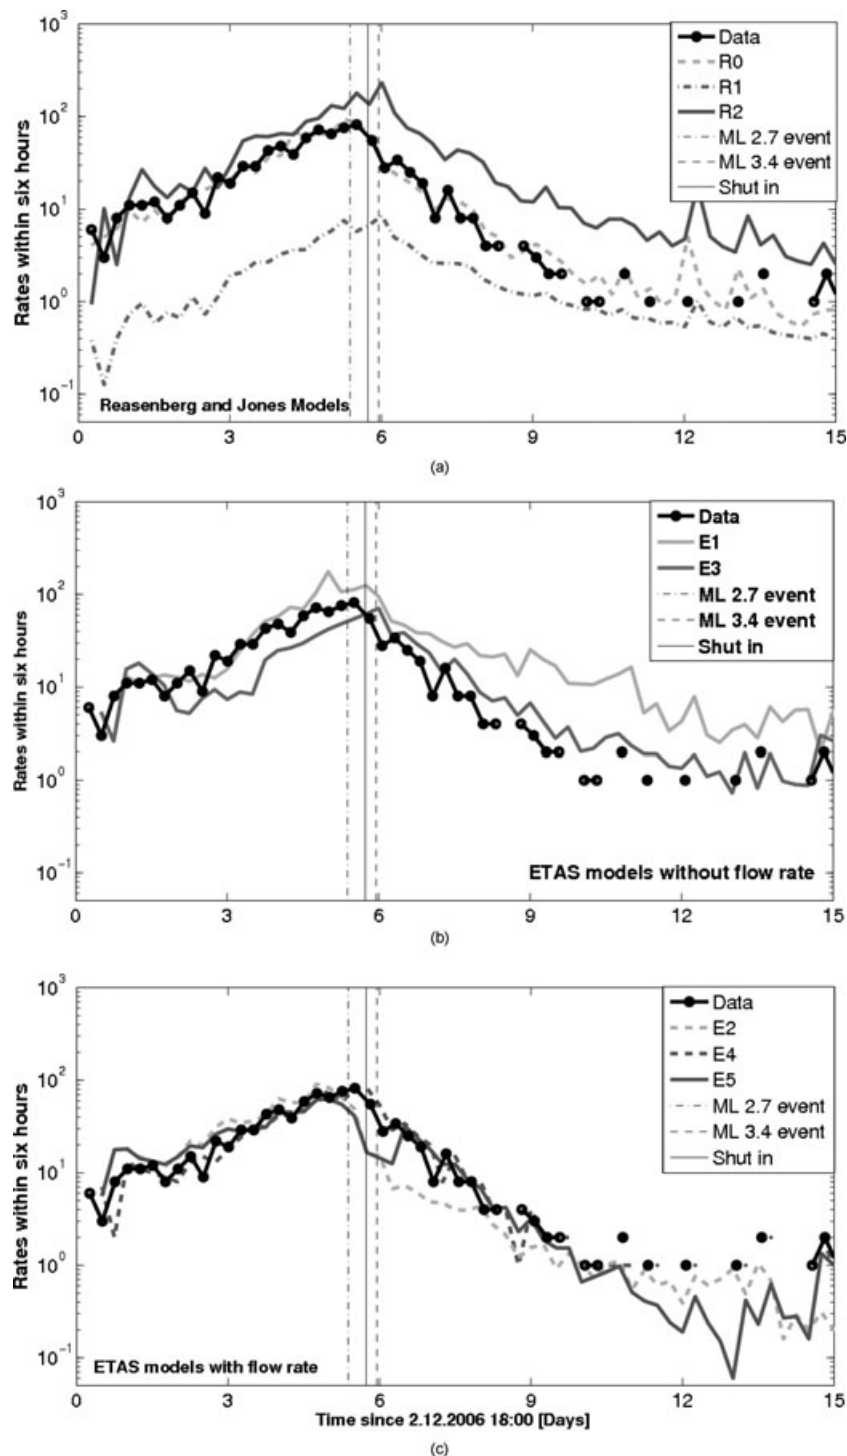 10³
10²
10¹
10⁰
10⁻¹
Rates within six hours
Data
R0
R1
R2
ML 2.7 event
ML 3.4 event
Shut in
Reasenberg and Jones Models
0 3 6 9 12 15
(a)
10³
10²
10¹
10⁰
10⁻¹
Rates within six hours
Data
E1
E3
ML 2.7 event
ML 3.4 event
Shut in
ETAS models without flow rate
0 3 6 9 12 15
(b)
10³
10²
10¹
10⁰
10⁻¹
Rates within six hours
Data
E2
E4
E5
ML 2.7 event
ML 3.4 event
Shut in
ETAS models with flow rate
0 3 6 9 12 15
Time since 2.12.2006 18:00 [Days]
(c)